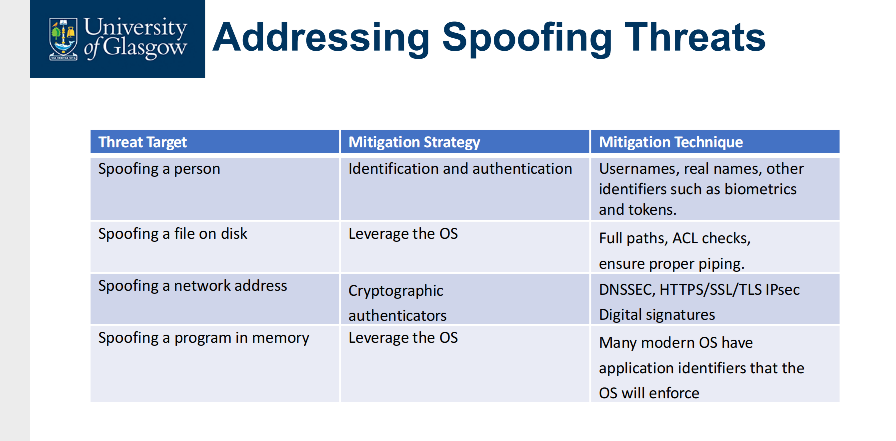 University
of Glasgow
Addressing Spoofing Threats
Threat Target
Mitigation Strategy
Mitigation Technique
Spoofing a person
Identification and authentication
Usernames, real names, other
identifiers such as biometrics
and tokens.
Spoofing a file on disk
Leverage the OS
Full paths, ACL checks,
ensure proper piping.
Spoofing a network address
Cryptographic
authenticators
DNSSEC, HTTPS/SSL/TLS IPsec
Digital signatures
Spoofing a program in memory
Leverage the OS
Many modern OS have
application identifiers that the
OS will enforce